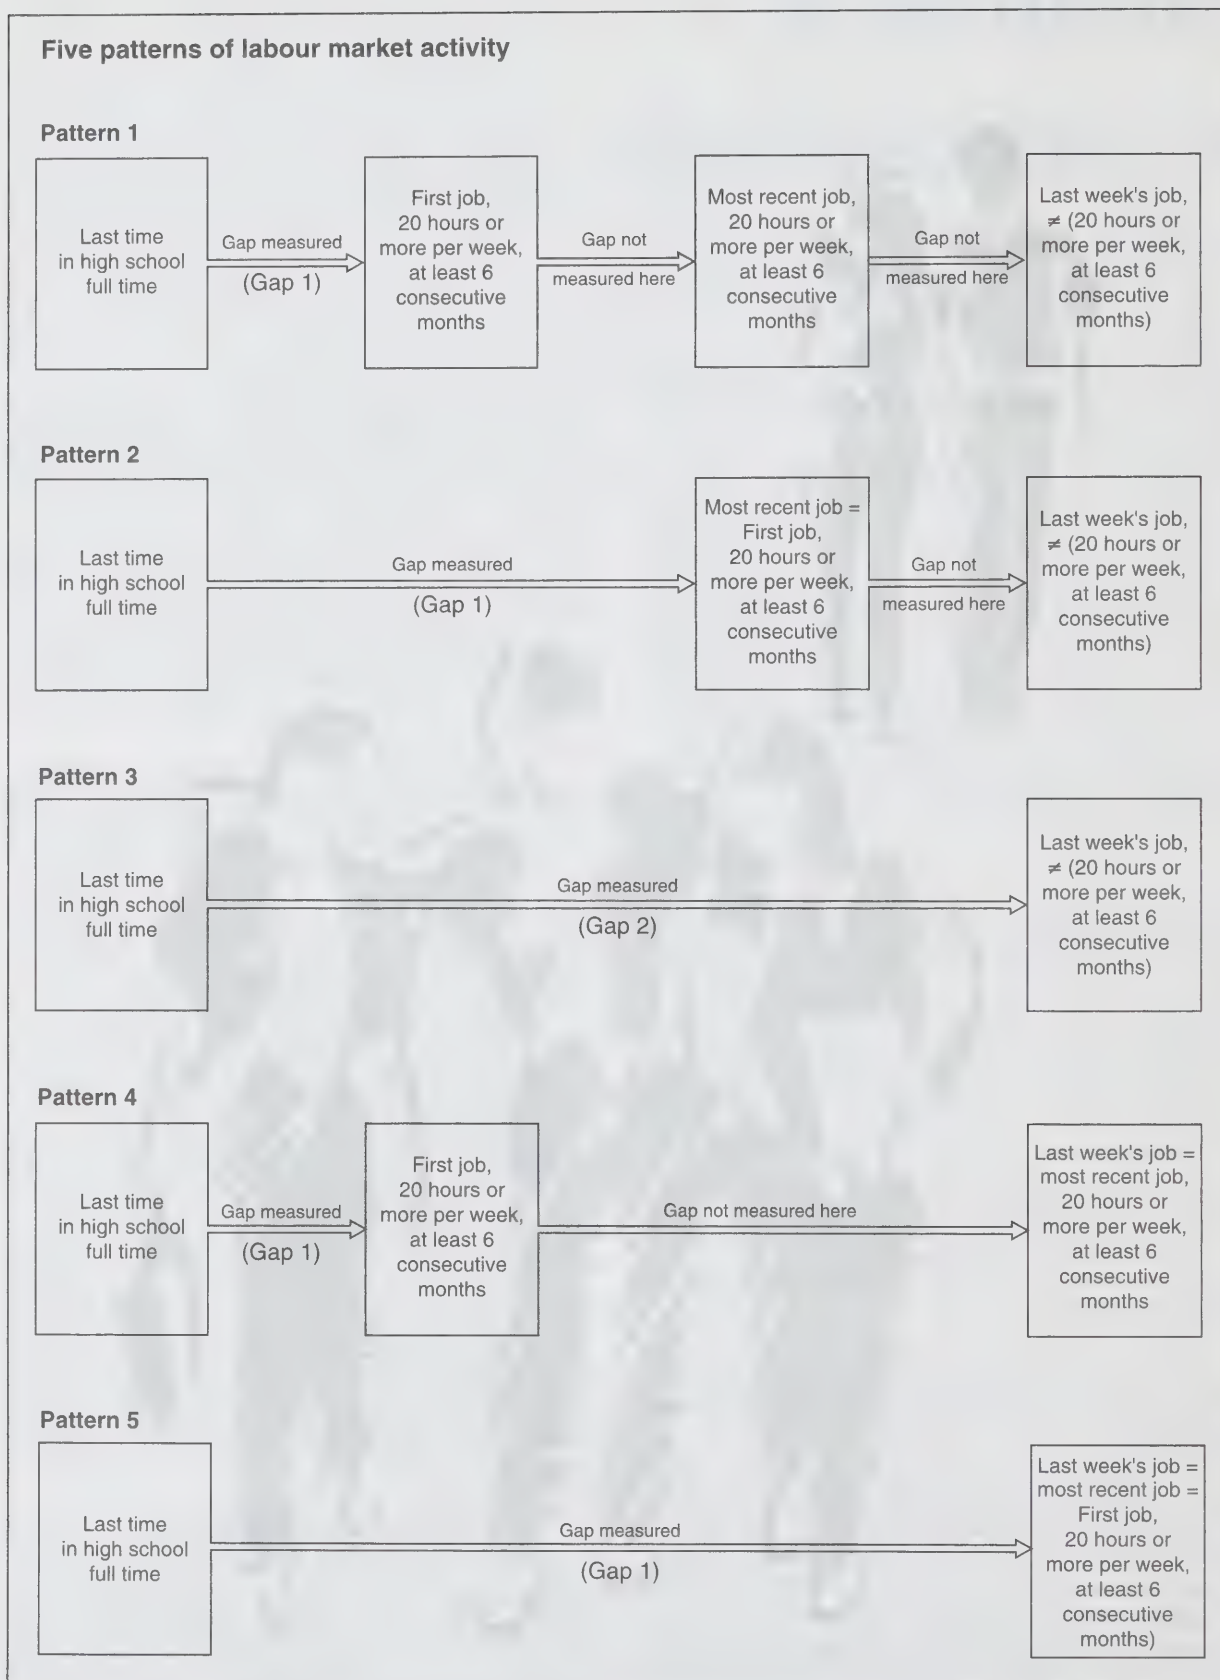 Five patterns of labour market activity
Pattern 1
Last time
in high school
full time
Gap measured
(Gap 1)
First job,
20 hours or
more per week,
at least 6
consecutive
months
Gap not
measured here
Most recent job,
20 hours or
more per week,
at least 6
consecutive
months
Gap not
measured here
Last week's job,
≠ (20 hours or
more per week,
at least 6
consecutive
months)
Pattern 2
Last time
in high school
full time
Gap measured
(Gap 1)
Most recent job =
First job,
20 hours or
more per week,
at least 6
consecutive
months
Gap not
measured here
Last week's job,
≠ (20 hours or
more per week,
at least 6
consecutive
months)
Pattern 3
Last time
in high school
full time
Gap measured
(Gap 2)
Last week's job,
≠ (20 hours or
more per week,
at least 6
consecutive
months)
Pattern 4
Last time
in high school
full time
Gap measured
(Gap 1)
First job,
20 hours or
more per week,
at least 6
consecutive
months
Gap not measured here
Last week's job =
most recent job,
20 hours or
more per week,
at least 6
consecutive
months
Pattern 5
Last time
in high school
full time
Gap measured
(Gap 1)
Last week's job =
most recent job =
First job,
20 hours or
more per week,
at least 6
consecutive
months)